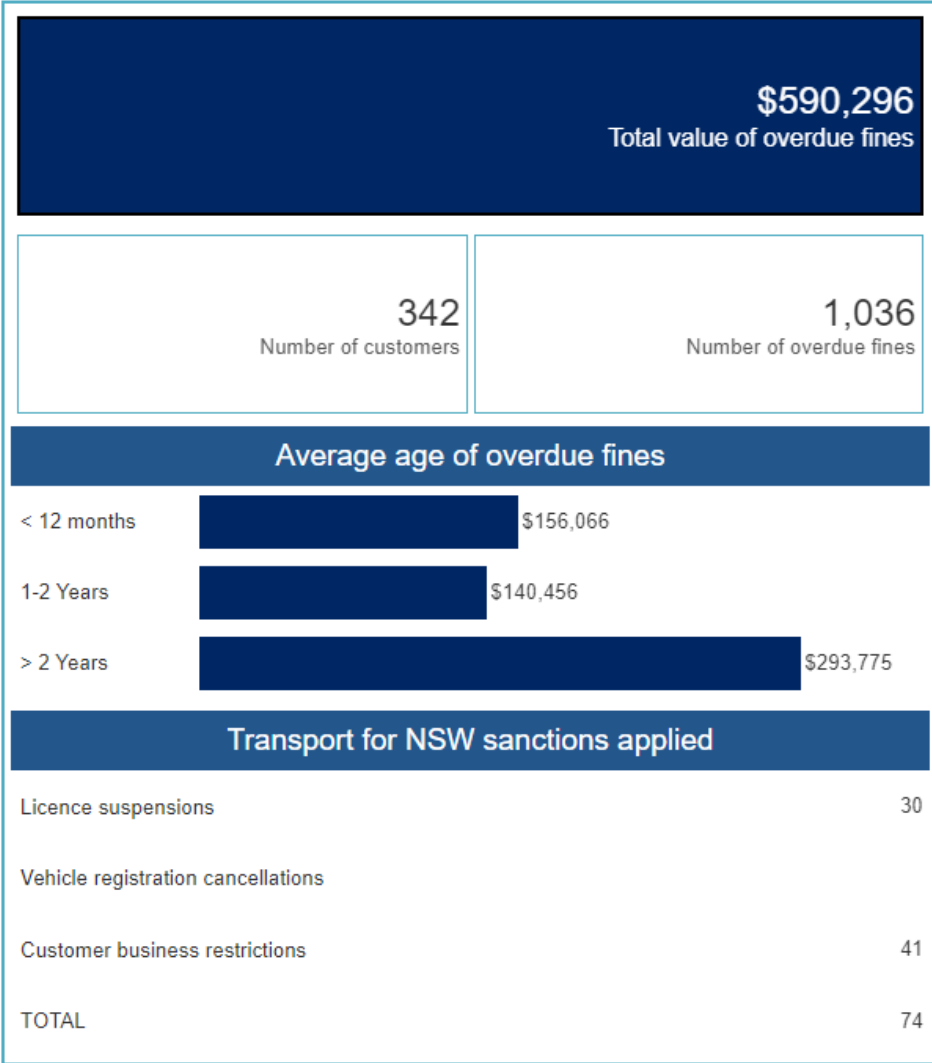 $590,296
Total value of overdue fines
342
Number of customers
1,036
Number of overdue fines
Average age of overdue fines
< 12 months $156,066
1-2 Years $140,456
> 2 Years $293,775
Transport for NSW sanctions applied
Licence suspensions 30
Vehicle registration cancellations
Customer business restrictions 41
TOTAL 74